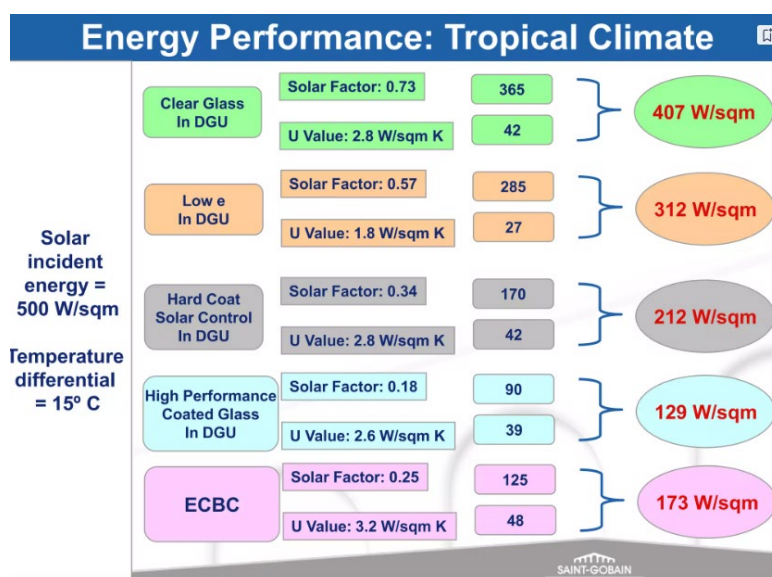 Energy Performance: Tropical Climate
Solar
incident
energy =
500 W/sqm
Temperature
differential
= 15º C
Clear Glass
In DGU
Solar Factor: 0.73
365
U Value: 2.8 W/sqm K
42
407 W/sqm
Low e
In DGU
Solar Factor: 0.57
285
U Value: 1.8 W/sqm K
27
312 W/sqm
Hard Coat
Solar Control
In DGU
Solar Factor: 0.34
170
U Value: 2.8 W/sqm K
42
212 W/sqm
High Performance
Coated Glass
In DGU
Solar Factor: 0.18
90
U Value: 2.6 W/sqm K
39
129 W/sqm
ECBC
Solar Factor: 0.25
125
U Value: 3.2 W/sqm K
48
173 W/sqm
SAINT-GOBAIN